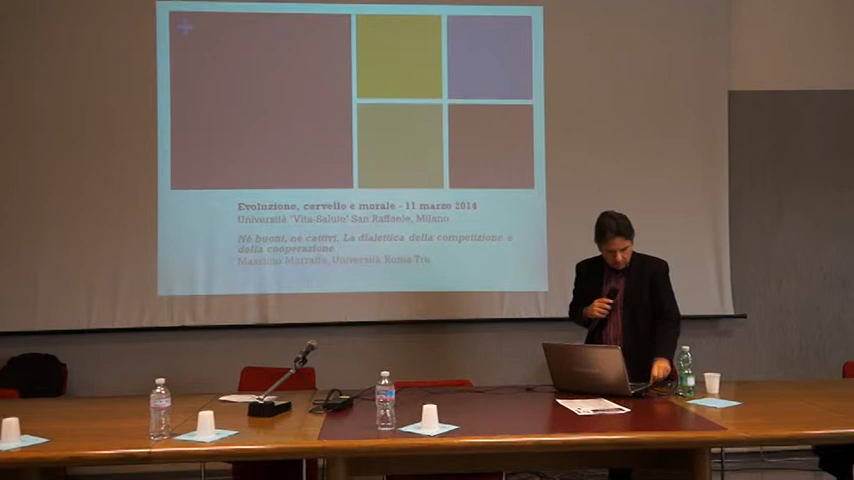 Evoluzione, cervello e morale - 11 marzo 2014
Università "Vita-Salute" San Raffaele, Milano
Né buoni, né cattivi. La dialettica della competizione e
della cooperazione
Massimo Marraffa, Università Roma Tre